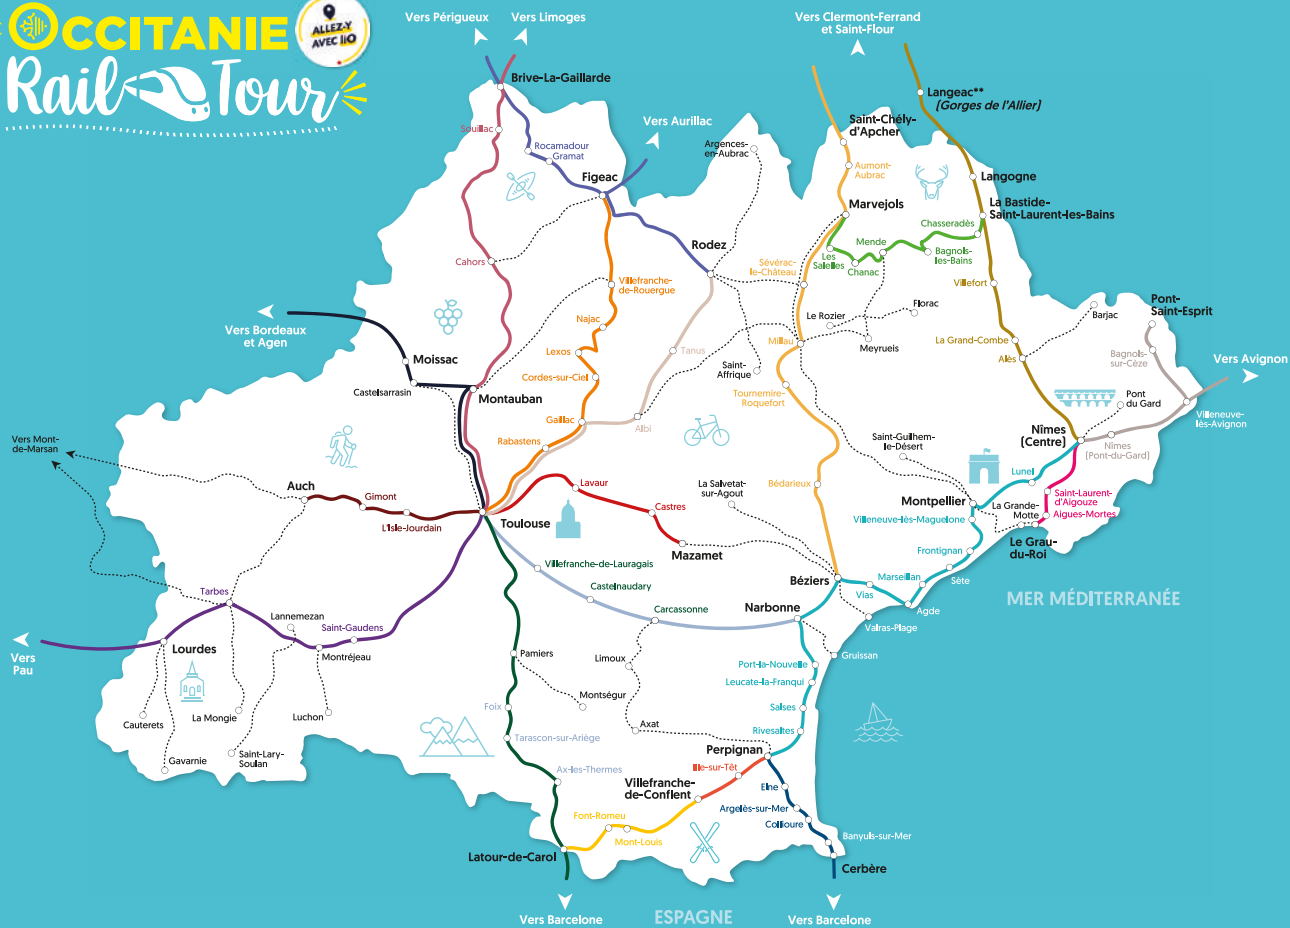 OCCITANIE
Rail Tour
ALLEZ-Y
AVEC liO
Vers Périgueux
Vers Limoges
Vers Clermont-Ferrand
et Saint-Flour
Brive-La-Gaillarde
Langeac**
(Gorges de l'Allier)
Souillac
Vers Aurillac
Saint-Chély-
d'Apcher
Rocamadour
Gramat
Argences-
en-Aubrac
Figeac
Aumont-
Aubrac
Langogne
Marvejols
La Bastide-
Saint-Laurent-les-Bains
Chasseradès
Rodez
Mende
Bagnols-
les-Bains
Les
Salelles
Chanac
Cahors
Sévérac-
le-Château
Villefranche-
de-Rouergue
Villefort
Pont-
Saint-Esprit
Florac
Barjac
Le Rozier
Najac
Vers Bordeaux
et Agen
Meyrueis
La Grand-Combe
Millau
Lexos
Tanus
Alès
Bagnols-
sur-Cèze
Vers Avignon
Moissac
Saint-
Affrique
Cordes-sur-Ciel
Castelsarrasin
Montauban
Tournemire-
Roquefort
Pont
du Gard
Villeneuve-
lès-Avignon
Gaillac
Albi
Nîmes
(Centre)
Nîmes
(Pont-du-Gard)
Vers Mont-
de-Marsan
Rabastens
Saint-Guilhem-
le-Désert
Lunel
Auch
Gimont
Lavaur
La Salvetat-
sur-Agout
Bédarieux
Saint-Laurent-
d'Aigouze
Aigues-Mortes
Montpellier
La Grande-
Motte
L'Isle-Jourdain
Toulouse
Castres
Villeneuve-lès-Maguelone
Le Grau-
du-Roi
Mazamet
Frontignan
Villefranche-de-Lauragais
Sète
Castelnaudary
Béziers
Marseillan
Vias
Agde
MER MÉDITERRANÉE
Tarbes
Carcassonne
Narbonne
Valras-Plage
Lannemezan
Saint-Gaudens
Vers
Pau
Lourdes
Montréjeau
Pamiers
Limoux
Gruissan
Port-la-Nouvelle
Leucate-la-Franqui
Montségur
Cauterets
La Mongie
Luchon
Foix
Salses
Axat
Rivesaltes
Tarascon-sur-Ariège
Gavarnie
Saint-Lary-
Soulan
Perpignan
Ille-sur-Têt
Ax-les-Thermes
Villefranche-
de-Conflent
Elne
Argelès-sur-Mer
Font-Romeu
Collioure
Mont-Louis
Banyuls-sur-Mer
Latour-de-Carol
Cerbère
Vers Barcelone
ESPAGNE
Vers Barcelone